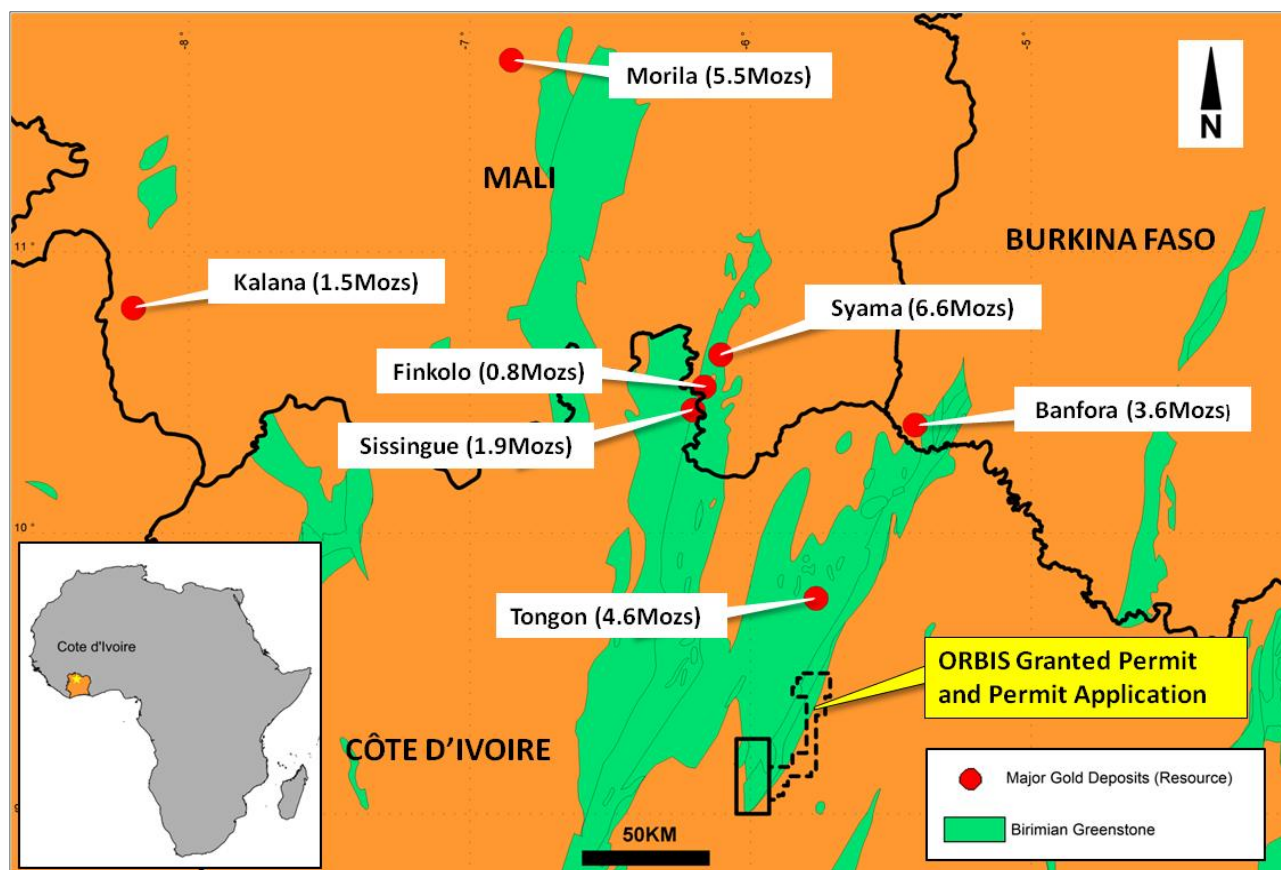 -8 °
-7 °
-6 °
-5 °
Morila (5.5Mozs)
N
MALI
BURKINA FASO
11 °
Kalana (1.5Mozs)
Syama (6.6Mozs)
Finkolo (0.8Mozs)
Banfora (3.6Mozs)
Sissingue (1.9Mozs)
10 °
Tongon (4.6Mozs)
Cote d'Ivoire
ORBIS Granted Permit
and Permit Application
CÔTE D’IVOIRE
Major Gold Deposits (Resource)
9
50KM
Birimian Greenstone